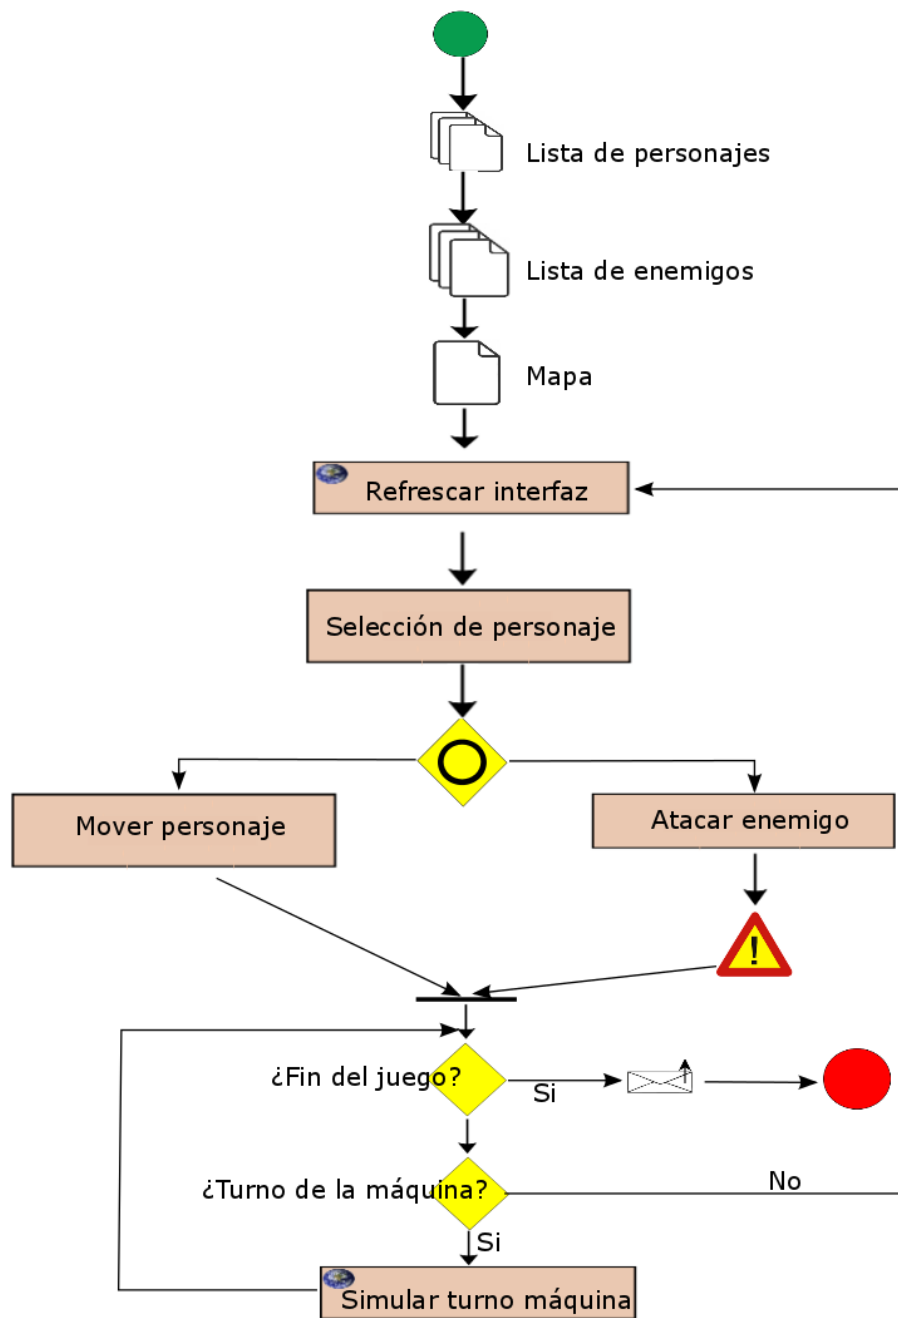 Lista de personajes
Lista de enemigos
Mapa
Refrescar interfaz
Selección de personaje
Mover personaje
Atacar enemigo
!
¿Fin del juego?
Si
¿Turno de la máquina?
No
Si
Simular turno máquina